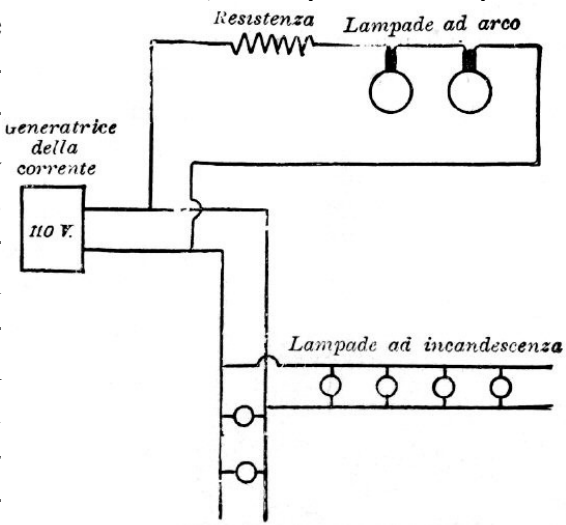 Resistenza
Lampade ad arco
Generatrice
della
corrente
110 V.
Lampade ad incandescenza